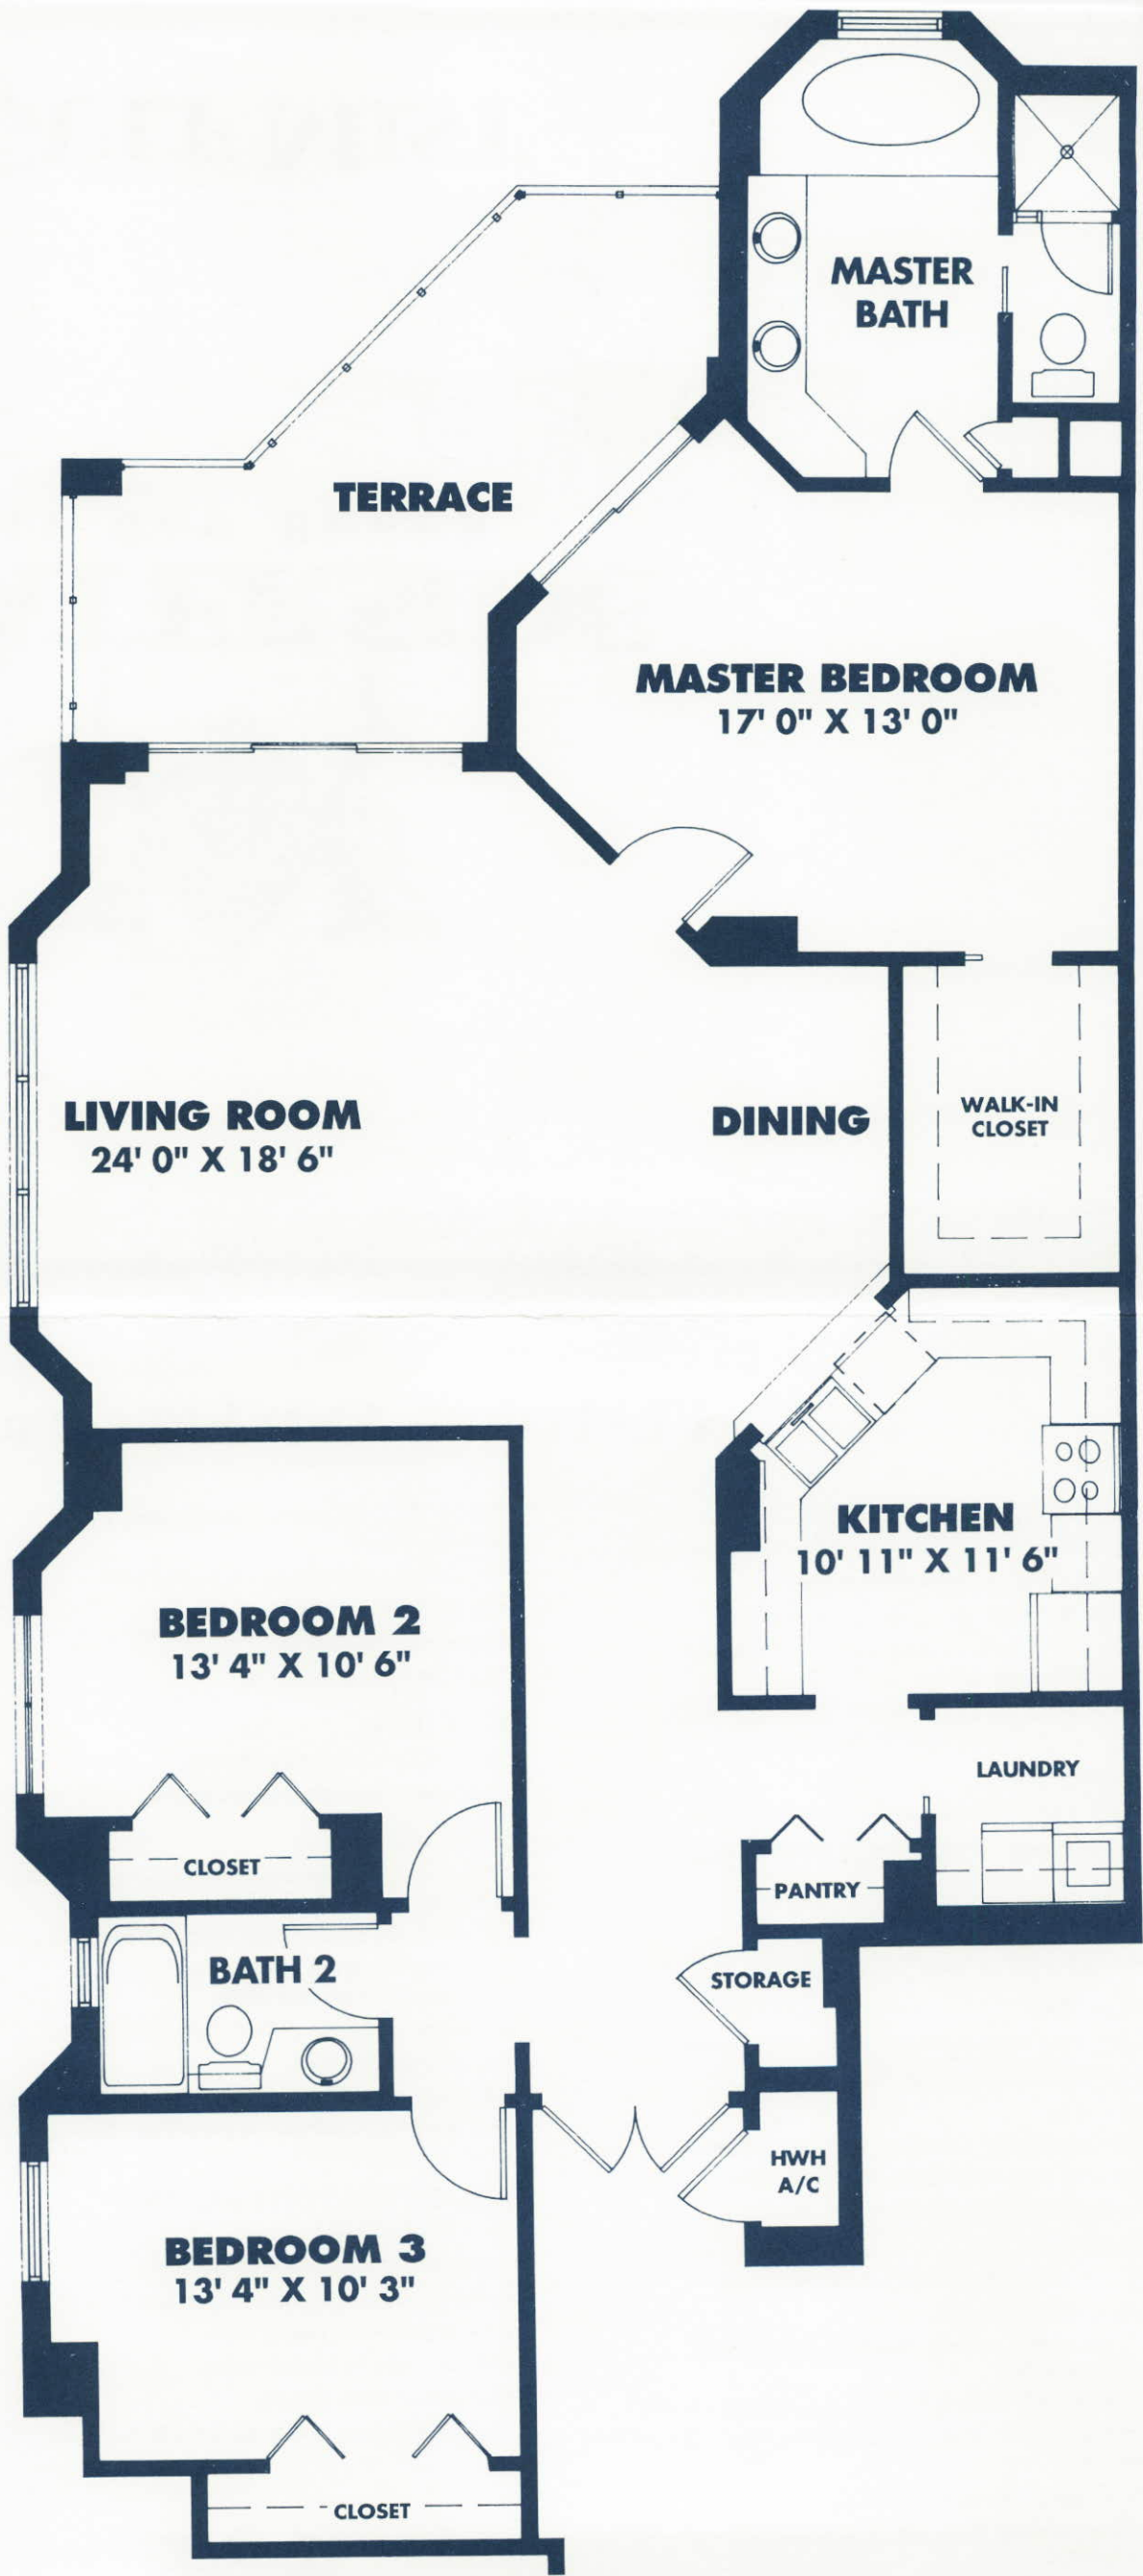 MASTER
BATH
TERRACE
MASTER BEDROOM
17' 0" X 13' 0"
LIVING ROOM
24' 0" X 18' 6"
DINING
WALK-IN
CLOSET
KITCHEN
10' 11" X 11' 6"
BEDROOM 2
13' 4" X 10' 6"
LAUNDRY
CLOSET
PANTRY
BATH 2
STORAGE
HWH
A/C
BEDROOM 3
13' 4" X 10' 3"
CLOSET